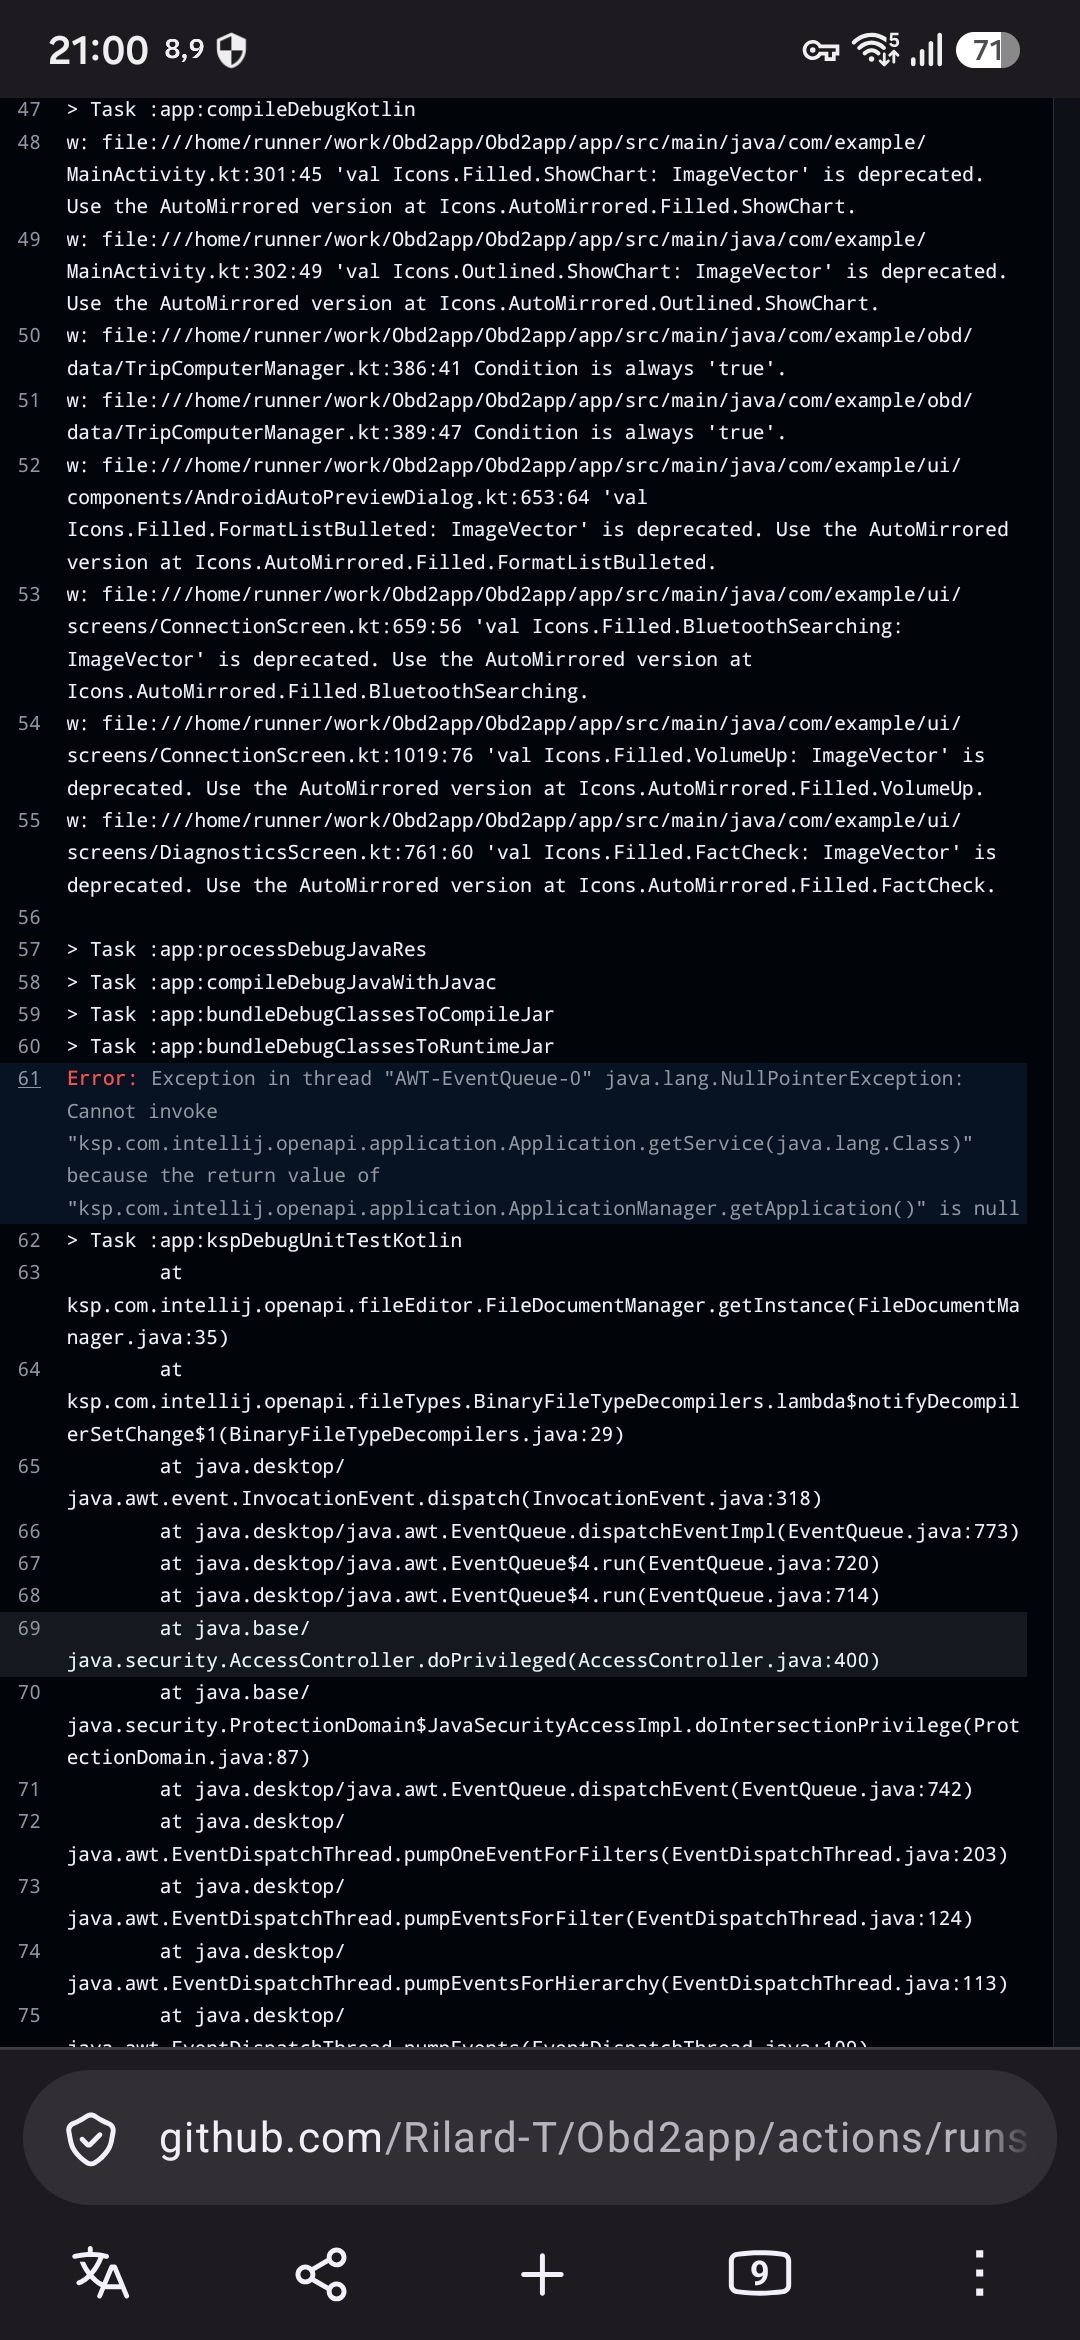 21:00 8,9 5 71
47 > Task :app:compileDebugKotlin
48 w: file:///home/runner/work/Obd2app/Obd2app/app/src/main/java/com/example/
MainActivity.kt:301:45 'val Icons.Filled.ShowChart: ImageVector' is deprecated.
Use the AutoMirrored version at Icons.AutoMirrored.Filled.ShowChart.
49 w: file:///home/runner/work/Obd2app/Obd2app/app/src/main/java/com/example/
MainActivity.kt:302:49 'val Icons.Outlined.ShowChart: ImageVector' is deprecated.
Use the AutoMirrored version at Icons.AutoMirrored.Outlined.ShowChart.
50 w: file:///home/runner/work/Obd2app/Obd2app/app/src/main/java/com/example/obd/
data/TripComputerManager.kt:386:41 Condition is always 'true'.
51 w: file:///home/runner/work/Obd2app/Obd2app/app/src/main/java/com/example/obd/
data/TripComputerManager.kt:389:47 Condition is always 'true'.
52 w: file:///home/runner/work/Obd2app/Obd2app/app/src/main/java/com/example/ui/
components/AndroidAutoPreviewDialog.kt:653:64 'val
Icons.Filled.FormatListBulleted: ImageVector' is deprecated. Use the AutoMirrored
version at Icons.AutoMirrored.Filled.FormatListBulleted.
53 w: file:///home/runner/work/Obd2app/Obd2app/app/src/main/java/com/example/ui/
screens/ConnectionScreen.kt:659:56 'val Icons.Filled.BluetoothSearching:
ImageVector' is deprecated. Use the AutoMirrored version at
Icons.AutoMirrored.Filled.BluetoothSearching.
54 w: file:///home/runner/work/Obd2app/Obd2app/app/src/main/java/com/example/ui/
screens/ConnectionScreen.kt:1019:76 'val Icons.Filled.VolumeUp: ImageVector' is
deprecated. Use the AutoMirrored version at Icons.AutoMirrored.Filled.VolumeUp.
55 w: file:///home/runner/work/Obd2app/Obd2app/app/src/main/java/com/example/ui/
screens/DiagnosticsScreen.kt:761:60 'val Icons.Filled.FactCheck: ImageVector' is
deprecated. Use the AutoMirrored version at Icons.AutoMirrored.Filled.FactCheck.
56
57 > Task :app:processDebugJavaRes
58 > Task :app:compileDebugJavaWithJavac
59 > Task :app:bundleDebugClassesToCompileJar
60 > Task :app:bundleDebugClassesToRuntimeJar
61 Error: Exception in thread "AWT-EventQueue-0" java.lang.NullPointerException:
Cannot invoke
"ksp.com.intellij.openapi.application.Application.getService(java.lang.Class)"
because the return value of
"ksp.com.intellij.openapi.application.ApplicationManager.getApplication()" is null
62 > Task :app:kspDebugUnitTestKotlin
63 at
ksp.com.intellij.openapi.fileEditor.FileDocumentManager.getInstance(FileDocumentMa
nager.java:35)
64 at
ksp.com.intellij.openapi.fileTypes.BinaryFileTypeDecompilers.lambda$notifyDecompil
erSetChange$1(BinaryFileTypeDecompilers.java:29)
65 at java.desktop/
java.awt.event.InvocationEvent.dispatch(InvocationEvent.java:318)
66 at java.desktop/java.awt.EventQueue.dispatchEventImpl(EventQueue.java:773)
67 at java.desktop/java.awt.EventQueue$4.run(EventQueue.java:720)
68 at java.desktop/java.awt.EventQueue$4.run(EventQueue.java:714)
69 at java.base/
java.security.AccessController.doPrivileged(AccessController.java:400)
70 at java.base/
java.security.ProtectionDomain$JavaSecurityAccessImpl.doIntersectionPrivilege(Prot
ectionDomain.java:87)
71 at java.desktop/java.awt.EventQueue.dispatchEvent(EventQueue.java:742)
72 at java.desktop/
java.awt.EventDispatchThread.pumpOneEventForFilters(EventDispatchThread.java:203)
73 at java.desktop/
java.awt.EventDispatchThread.pumpEventsForFilter(EventDispatchThread.java:124)
74 at java.desktop/
java.awt.EventDispatchThread.pumpEventsForHierarchy(EventDispatchThread.java:113)
75 at java.desktop/
java.awt.EventDispatchThread.pumpEvents(EventDispatchThread.java:109)
github.com/Rilard-T/Obd2app/actions/runs
9